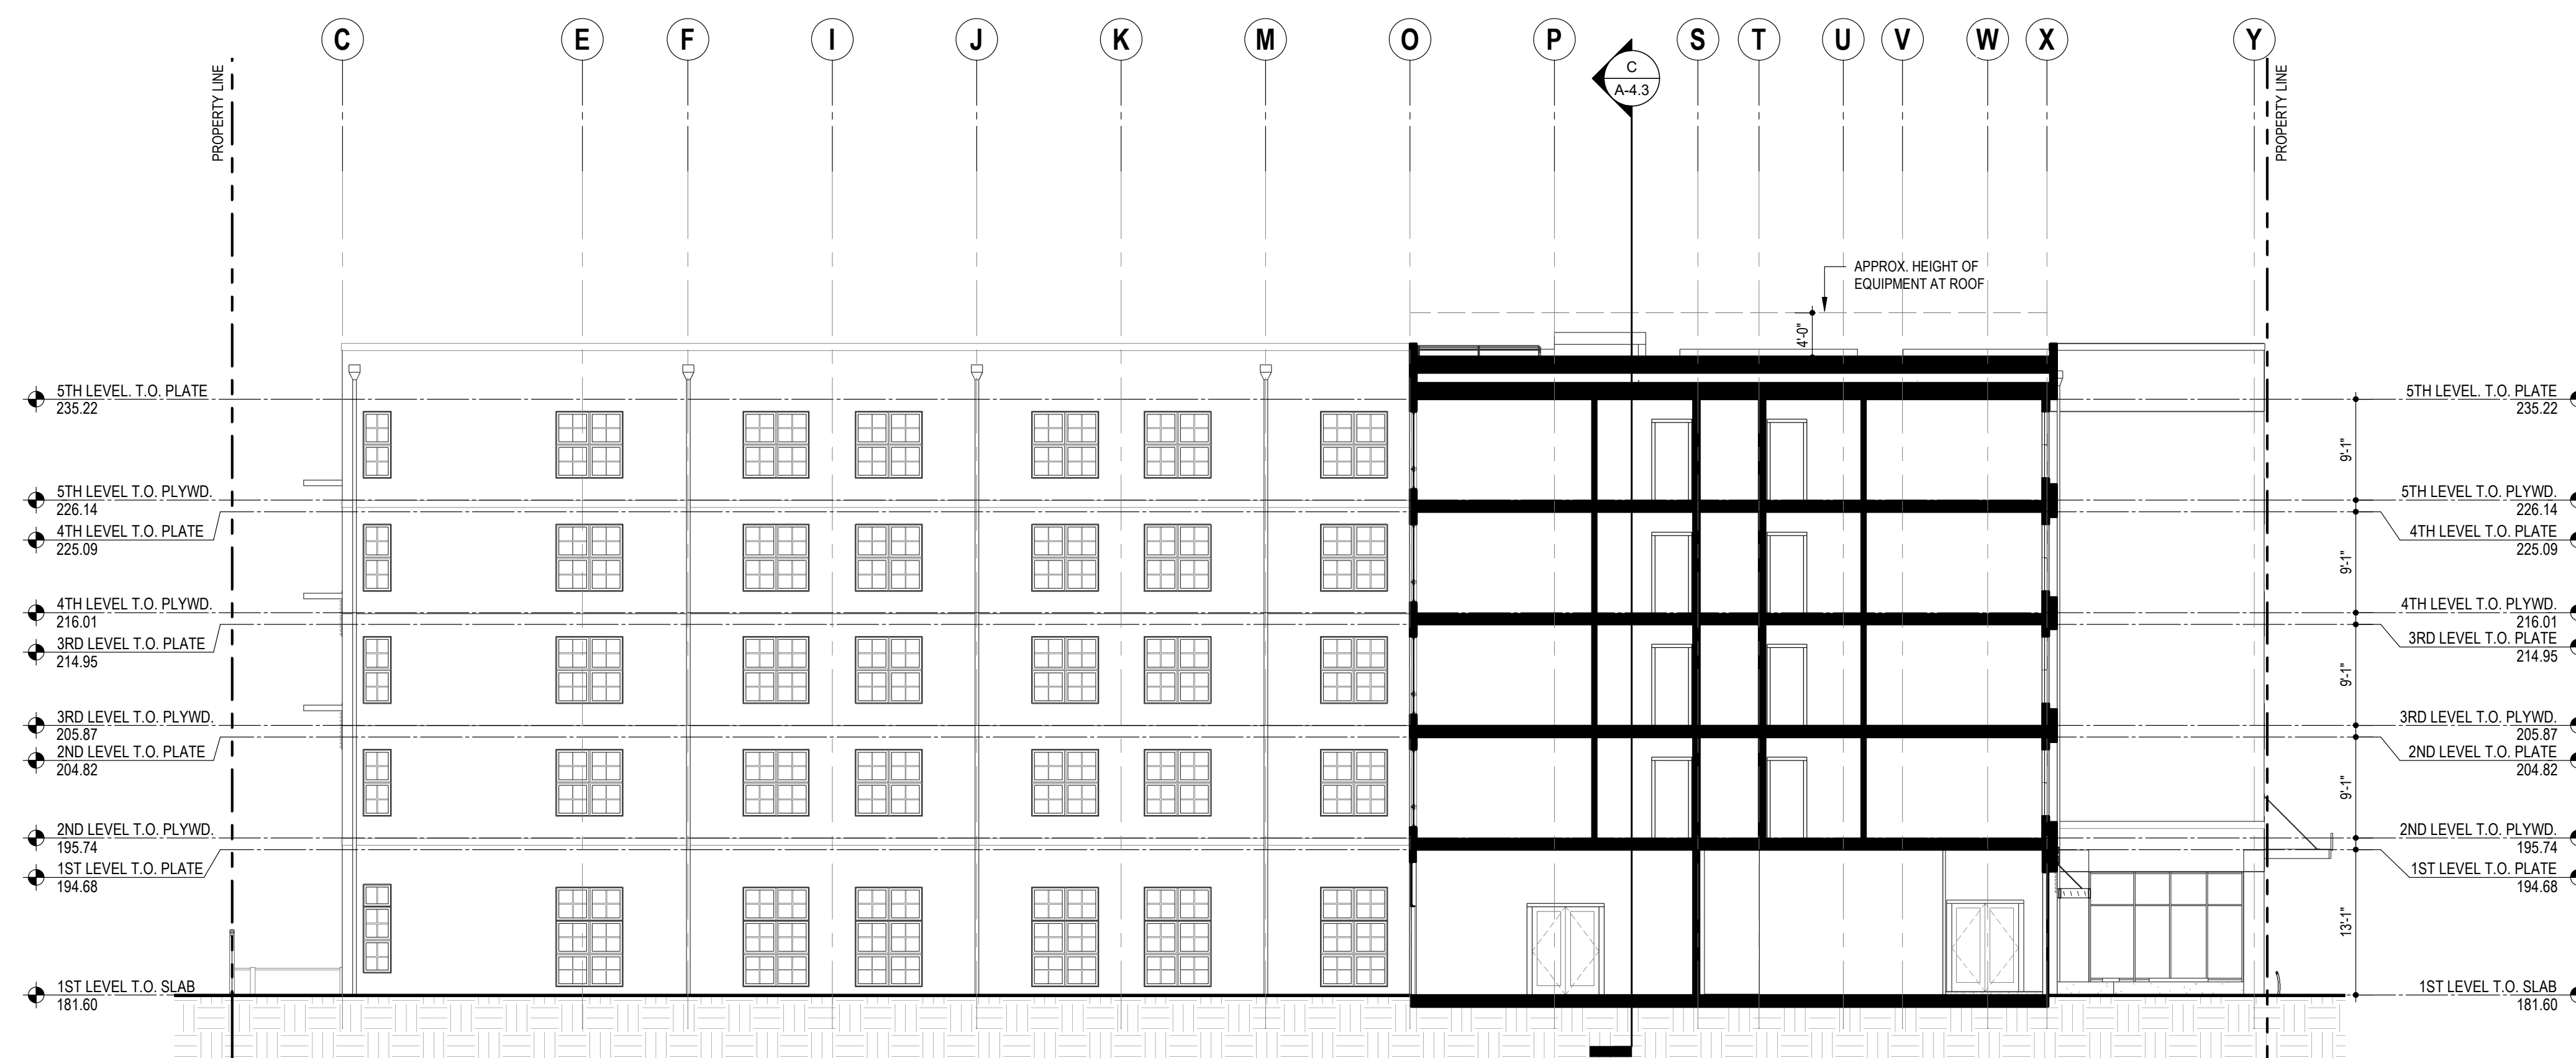 C
E
F
I
J
K
M
O
P
S
T
U
V
W
X
Y
C
A-4.3
PROPERTY LINE
PROPERTY LINE
APPROX. HEIGHT OF
EQUIPMENT AT ROOF
4'-0"
5TH LEVEL. T.O. PLATE
235.22
5TH LEVEL T.O. PLYWD.
226.14
4TH LEVEL T.O. PLATE
225.09
4TH LEVEL T.O. PLYWD.
216.01
3RD LEVEL T.O. PLATE
214.95
3RD LEVEL T.O. PLYWD.
205.87
2ND LEVEL T.O. PLATE
204.82
2ND LEVEL T.O. PLYWD.
195.74
1ST LEVEL T.O. PLATE
194.68
1ST LEVEL T.O. SLAB
181.60
9'-1"
9'-1"
9'-1"
9'-1"
13'-1"
5TH LEVEL. T.O. PLATE
235.22
5TH LEVEL T.O. PLYWD.
226.14
4TH LEVEL T.O. PLATE
225.09
4TH LEVEL T.O. PLYWD.
216.01
3RD LEVEL T.O. PLATE
214.95
3RD LEVEL T.O. PLYWD.
205.87
2ND LEVEL T.O. PLATE
204.82
2ND LEVEL T.O. PLYWD.
195.74
1ST LEVEL T.O. PLATE
194.68
1ST LEVEL T.O. SLAB
181.60